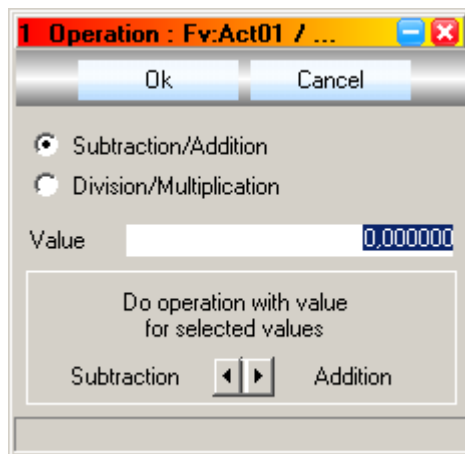 1 Operation : Fv:Act01 / ...
Ok Cancel
Subtraction/Addition
Division/Multiplication
Value 0,000000
Do operation with value
for selected values
Subtraction Addition